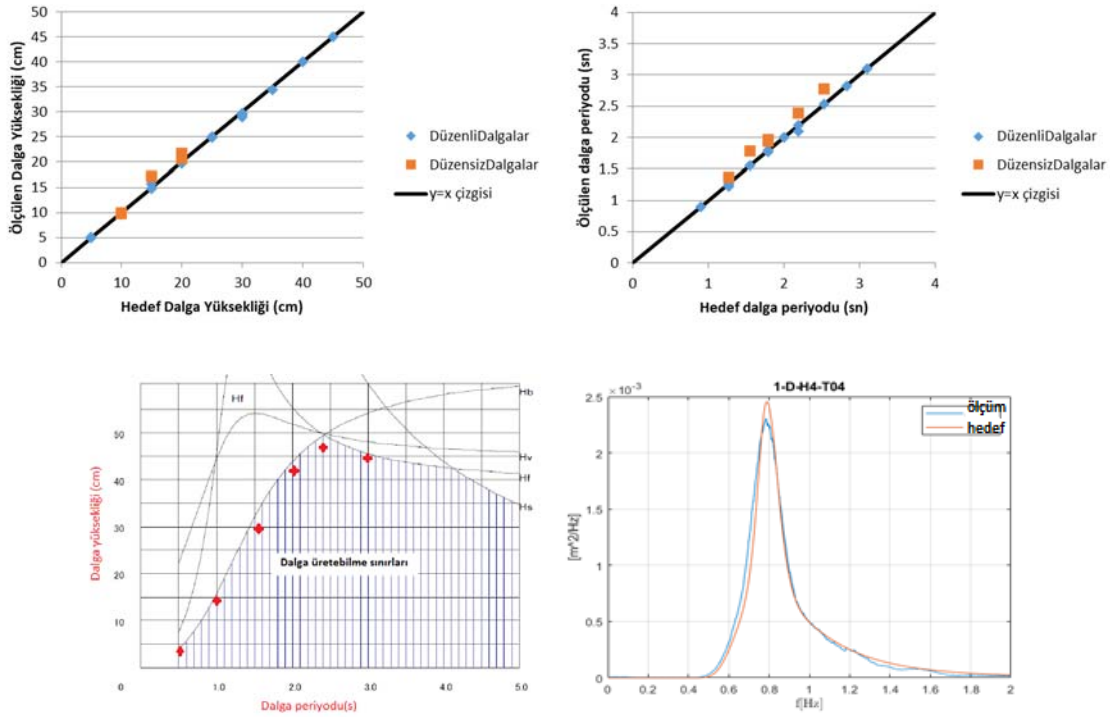 50
45
40
35
30
25
20
15
10
5
0
0
10
20
30
40
50
Ölçülen Dalga Yüksekliği (cm)
Hedef Dalga Yüksekliği (cm)
DüzenliDalgalar
DüzensizDalgalar
y=x çizgisi
4
3.5
3
2.5
2
1.5
1
0.5
0
0
1
2
3
4
Ölçülen dalga periyodu (sn)
Hedef dalga periyodu (sn)
DüzenliDalgalar
DüzensizDalgalar
y=x çizgisi
Hf
Hb
Hv
Hf
Hs
50
40
30
20
10
0
1.0
2.0
3.0
4.0
5.0
Dalga yüksekliği (cm)
Dalga üretebilme sınırları
Dalga periyodu(s)
1-D-H4-T04
× 10⁻³
2.5
2
1.5
1
0.5
0
0
0.2
0.4
0.6
0.8
1
1.2
1.4
1.6
1.8
2
[m^2/Hz]
f[Hz]
ölçüm
hedef